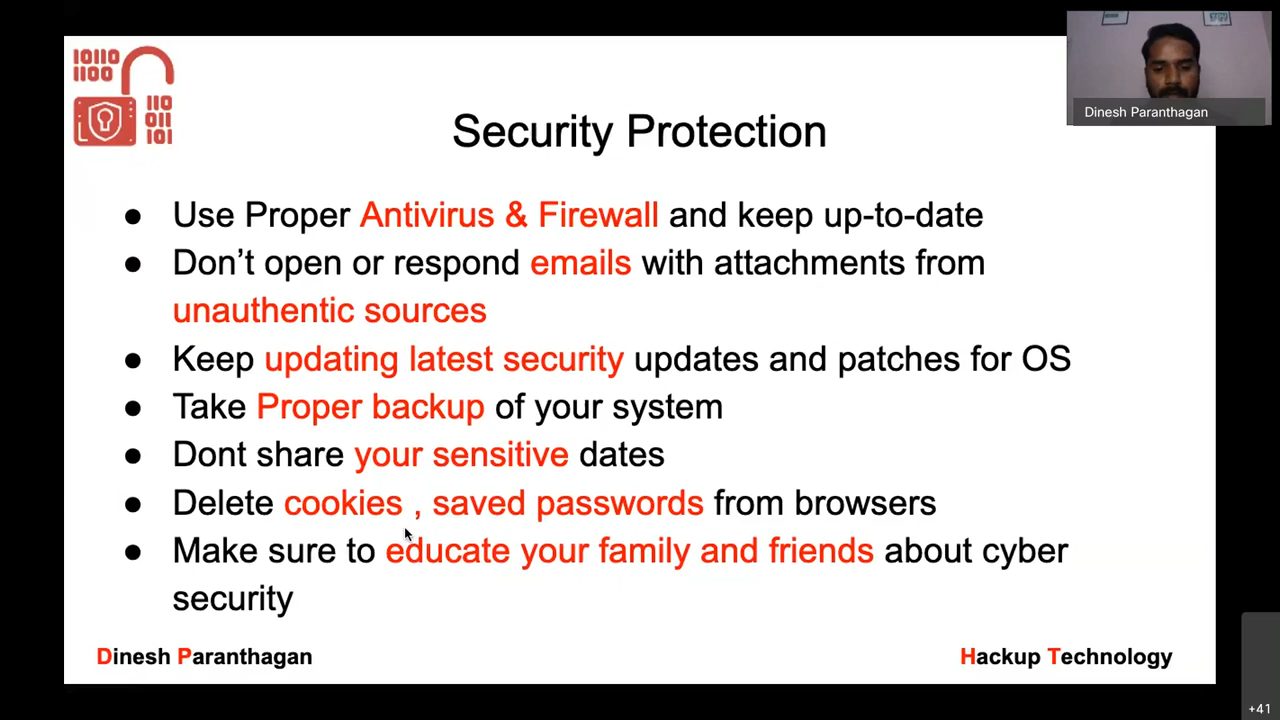 10110
1100
110
011
101
Dinesh Paranthagan
Security Protection
● Use Proper Antivirus & Firewall and keep up-to-date
● Don’t open or respond emails with attachments from
unauthentic sources
● Keep updating latest security updates and patches for OS
● Take Proper backup of your system
● Dont share your sensitive dates
● Delete cookies , saved passwords from browsers
● Make sure to educate your family and friends about cyber
security
Dinesh Paranthagan
Hackup Technology
+41